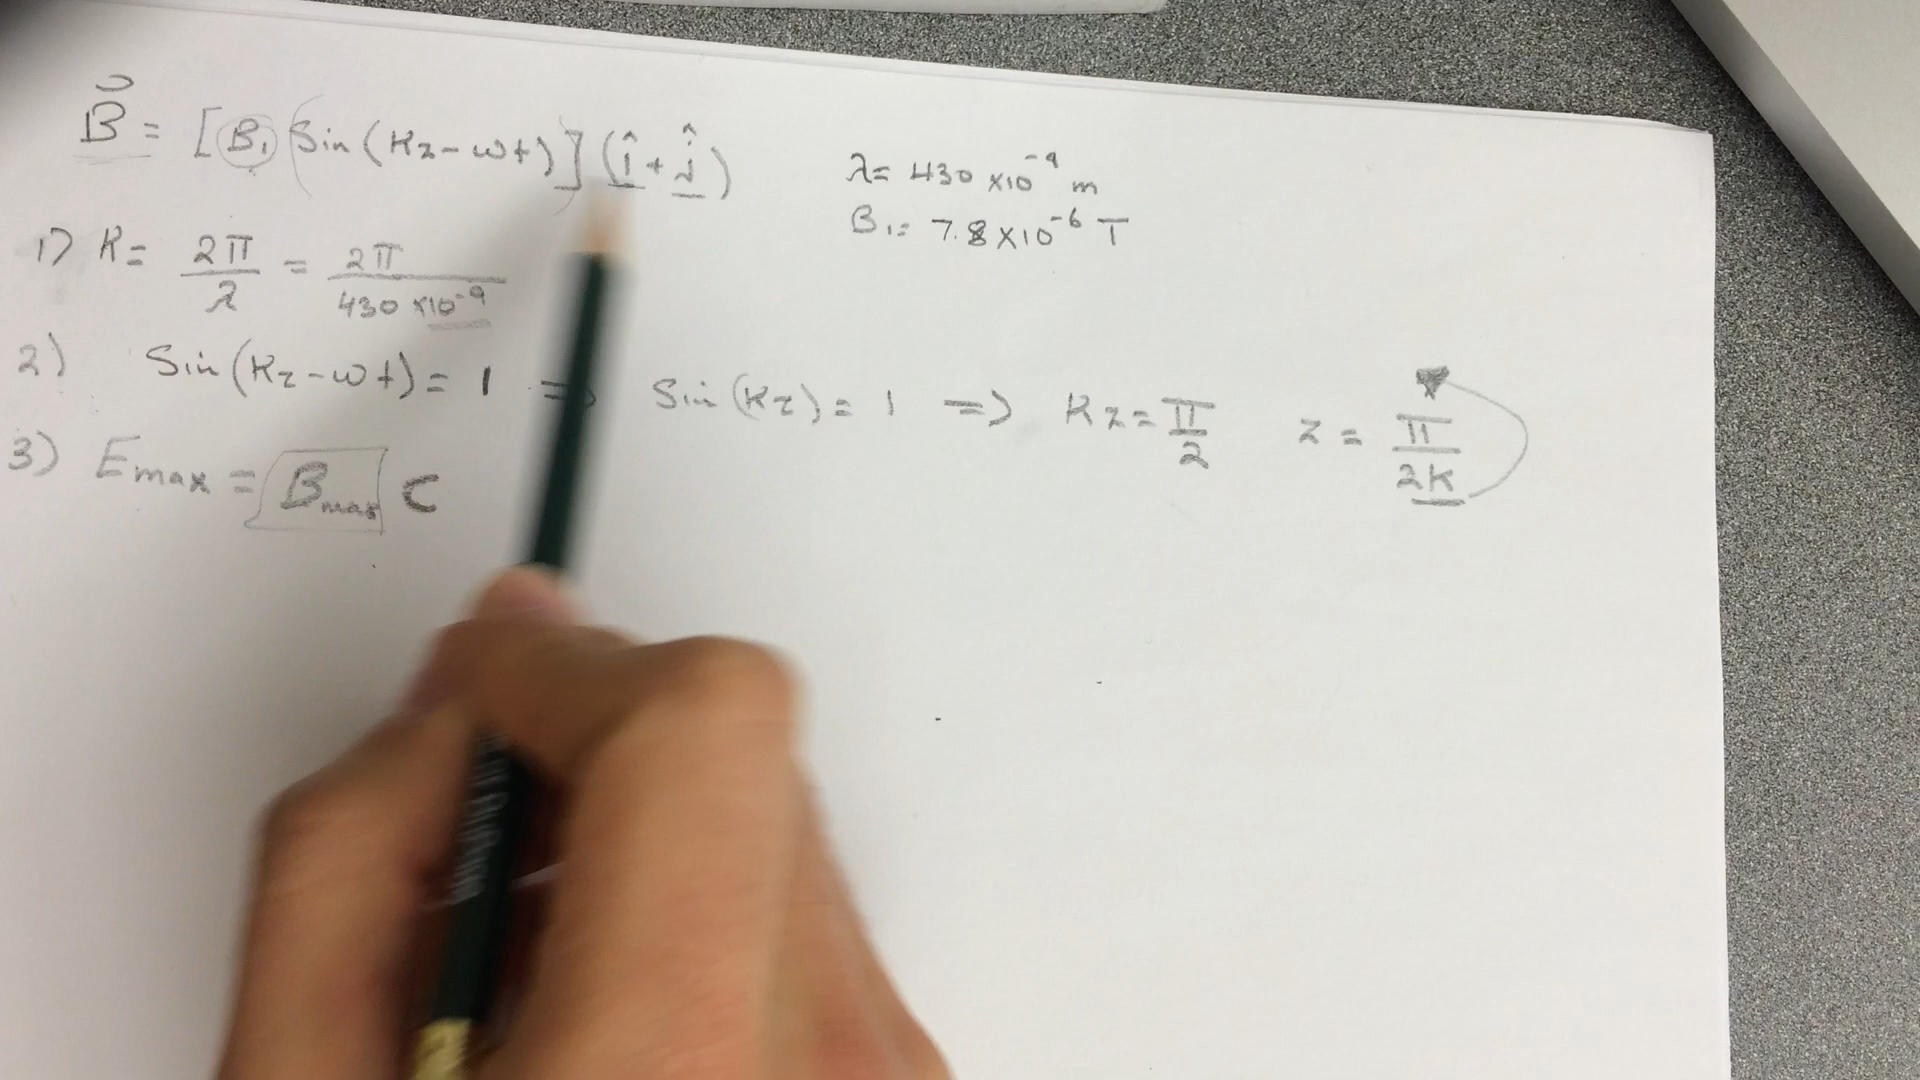 B⃗ = [B₁ Sin(Kz-ωt)] (î + ĵ)
λ= 430 x10⁻⁹ m
B₁= 7.8 x10⁻⁶ T
1) K= 2π/λ = 2π/430 x10⁻⁹
2) Sin(Kz-ωt)= 1 => Sin(Kz)= 1 => Kz= π/2 z = π/2K
3) Emax = Bmax C